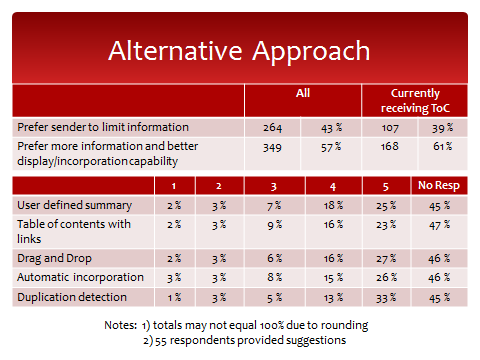 Alternative Approach
All Currently
receiving ToC
Prefer sender to limit information 264 43 % 107 39 %
Prefer more information and better
display/incorporation capability 349 57 % 168 61 %
1 2 3 4 5 No Resp
User defined summary 2 % 3 % 7 % 18 % 25 % 45 %
Table of contents with
links 2 % 3 % 9 % 16 % 23 % 47 %
Drag and Drop 2 % 3 % 6 % 16 % 27 % 46 %
Automatic incorporation 3 % 3 % 8 % 15 % 26 % 46 %
Duplication detection 1 % 3 % 5 % 13 % 33 % 45 %
Notes: 1) totals may not equal 100% due to rounding
2) 55 respondents provided suggestions